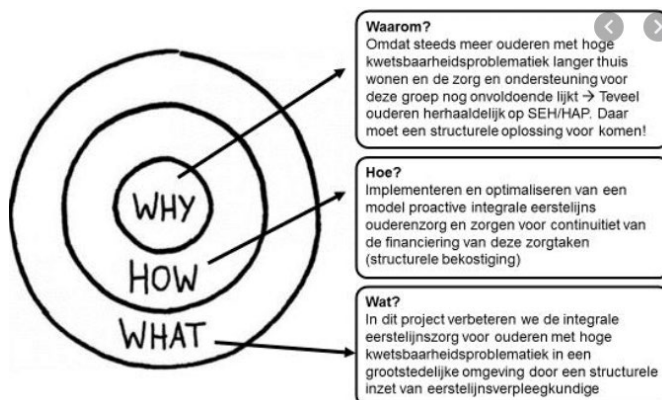 WHY
HOW
WHAT
Waarom?
Omdat steeds meer ouderen met hoge
kwetsbaarheidsproblematiek langer thuis
wonen en de zorg en ondersteuning voor
deze groep nog onvoldoende lijkt → Teveel
ouderen herhaaldelijk op SEH/HAP. Daar
moet een structurele oplossing voor komen!
Hoe?
Implementeren en optimaliseren van een
model proactive integrale eerstelijns
ouderenzorg en zorgen voor continuitiet van
de financiering van deze zorgtaken
(structurele bekostiging)
Wat?
In dit project verbeteren we de integrale
eerstelijnszorg voor ouderen met hoge
kwetsbaarheidsproblematiek in een
grootstedelijke omgeving door een structurele
inzet van eerstelijnsverpleegkundige